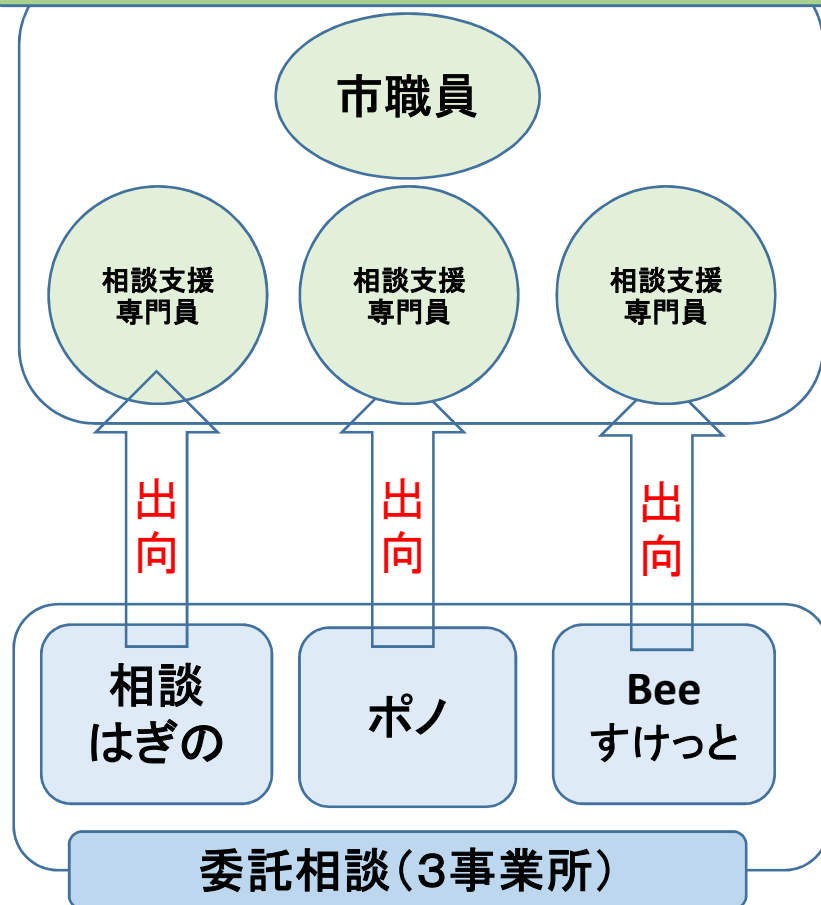 市職員
相談支援
専門員
相談支援
専門員
相談支援
専門員
出
向
出
向
出
向
相談
はぎの
ポノ
Bee
すけっと
委託相談(3事業所)